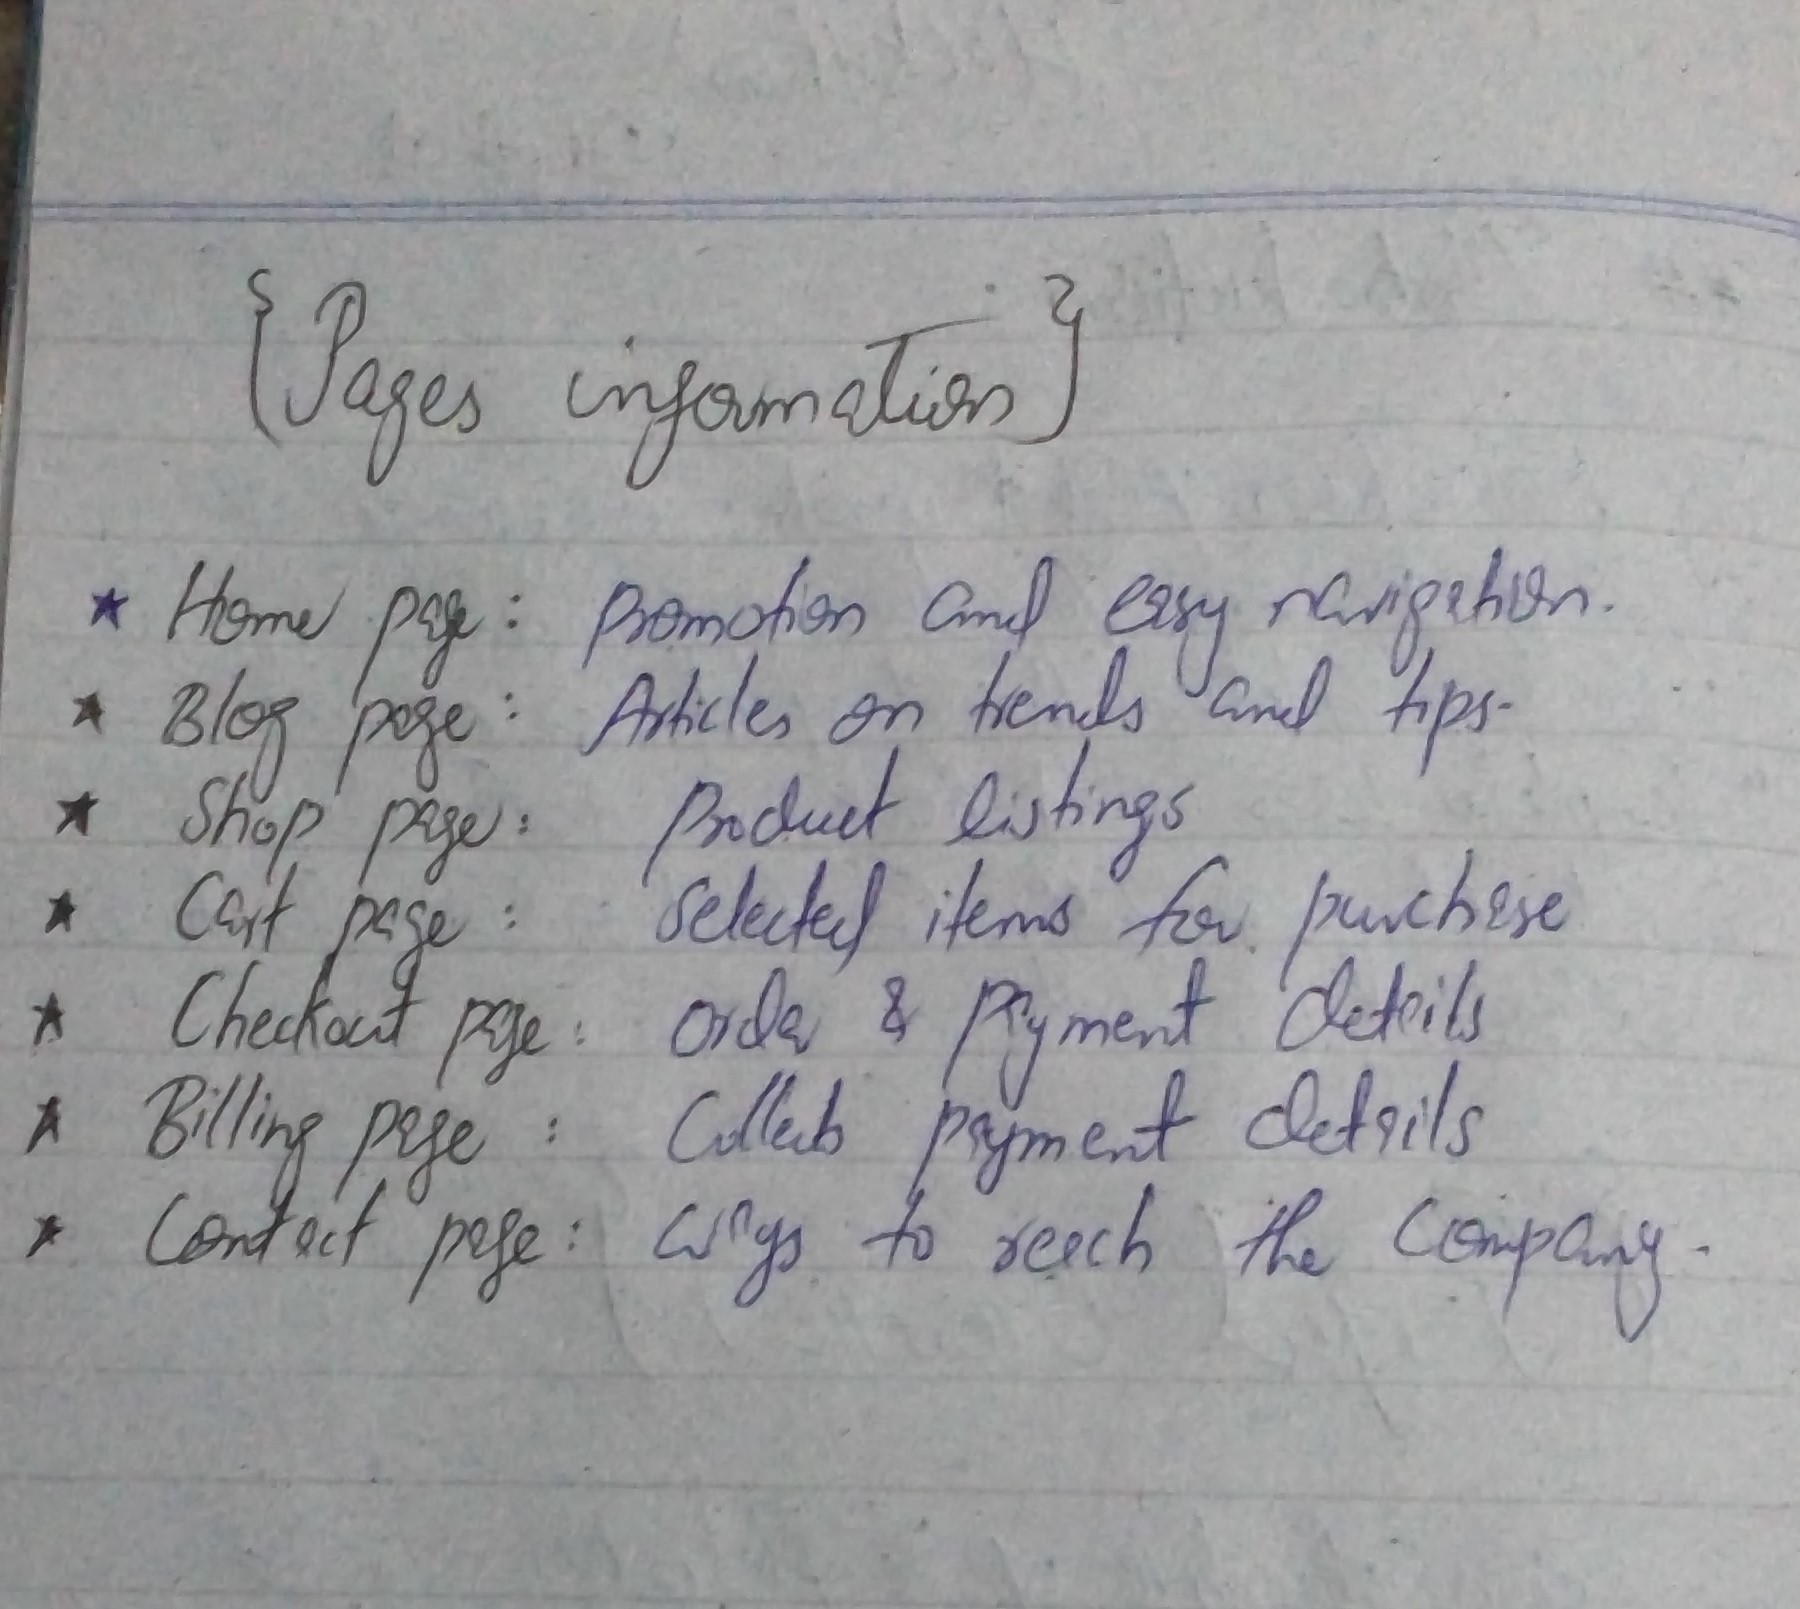 {Pages information}
★ Home page: promotion and easy navigation.
★ Blog page: Articles on trends and tips.
★ Shop page: Product listings
★ Cart page: Selected items for purchase
★ Checkout page: Order & payment details
★ Billing page: Collects payment details
★ Contact page: ways to reach the Company.